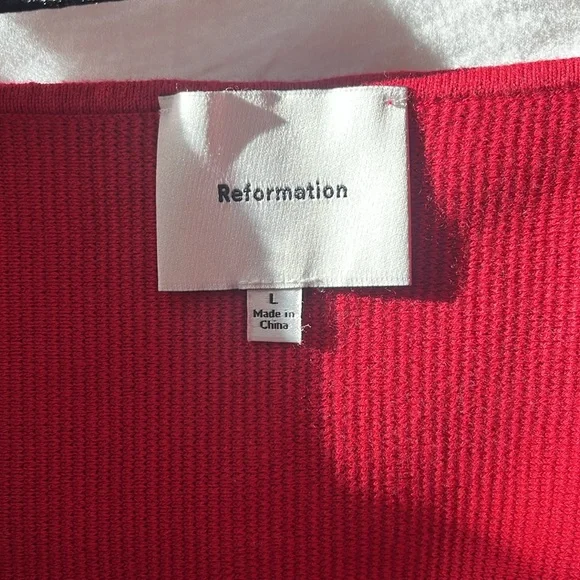 Reformation
L
Made in
China